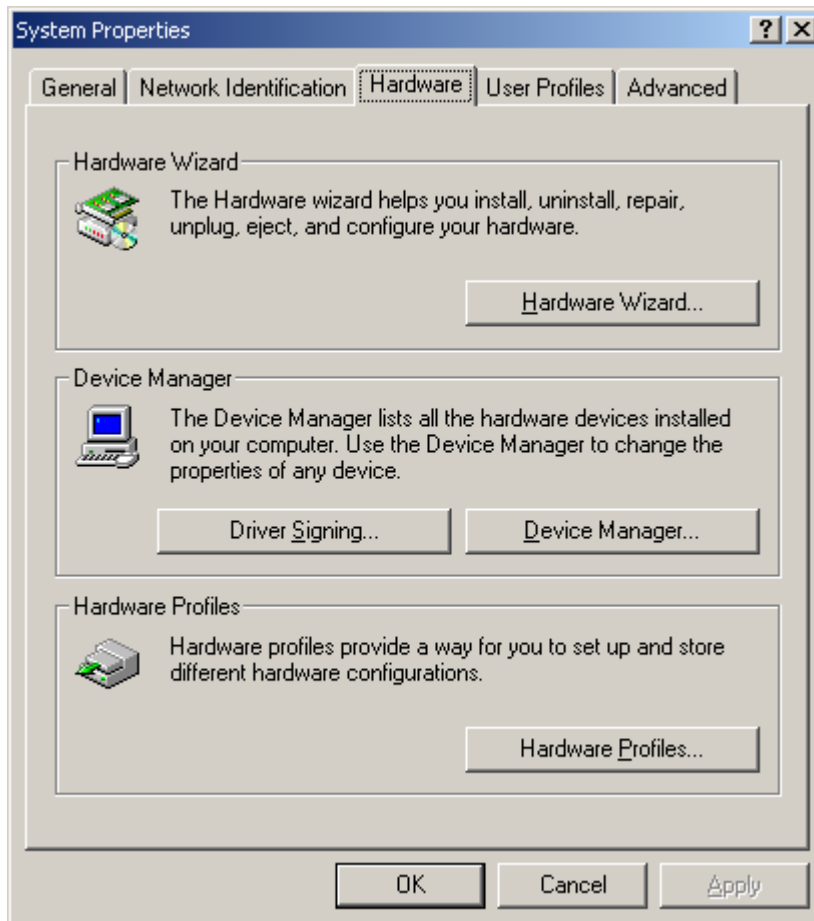 System Properties
General
Network Identification
Hardware
User Profiles
Advanced
Hardware Wizard
The Hardware wizard helps you install, uninstall, repair,
unplug, eject, and configure your hardware.
Hardware Wizard...
Device Manager
The Device Manager lists all the hardware devices installed
on your computer. Use the Device Manager to change the
properties of any device.
Driver Signing...
Device Manager...
Hardware Profiles
Hardware profiles provide a way for you to set up and store
different hardware configurations.
Hardware Profiles...
OK
Cancel
Apply